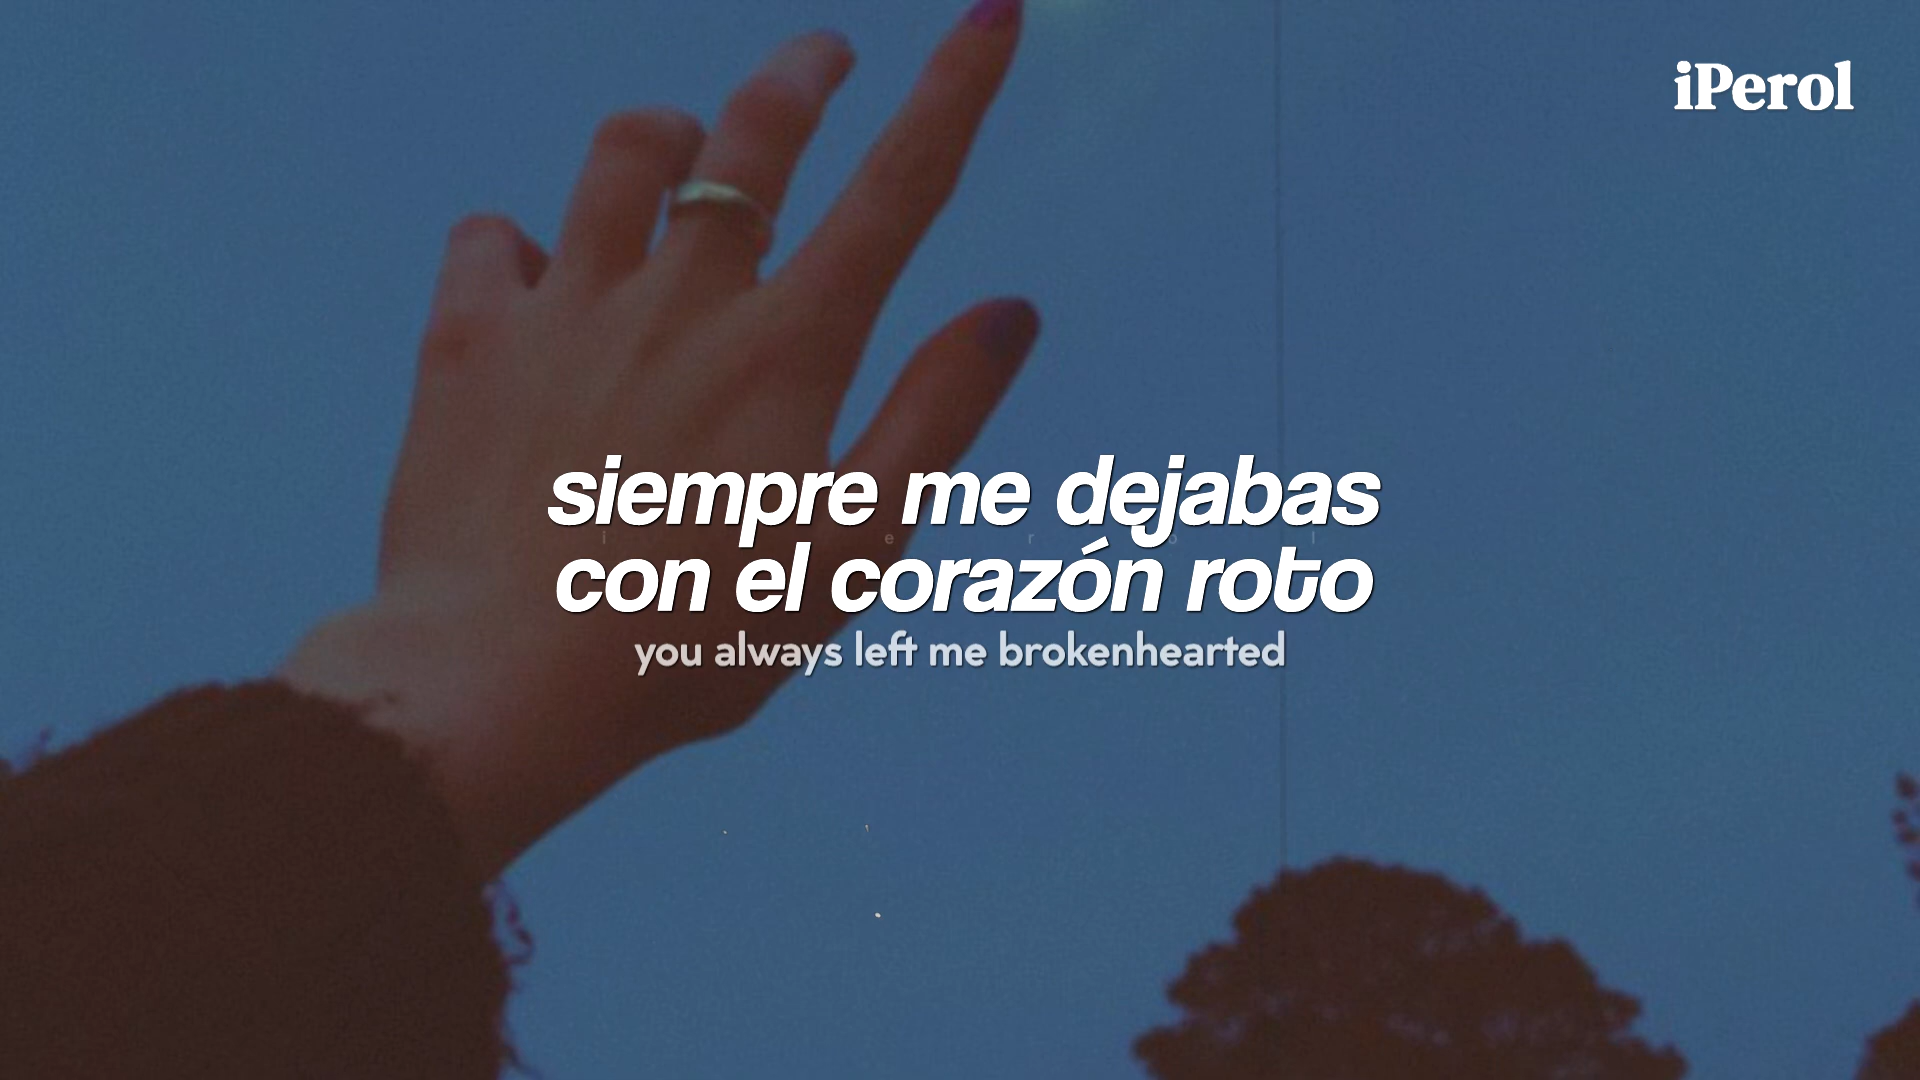 iPerol
siempre me dejabas
i e r o l
con el corazón roto
you always left me brokenhearted